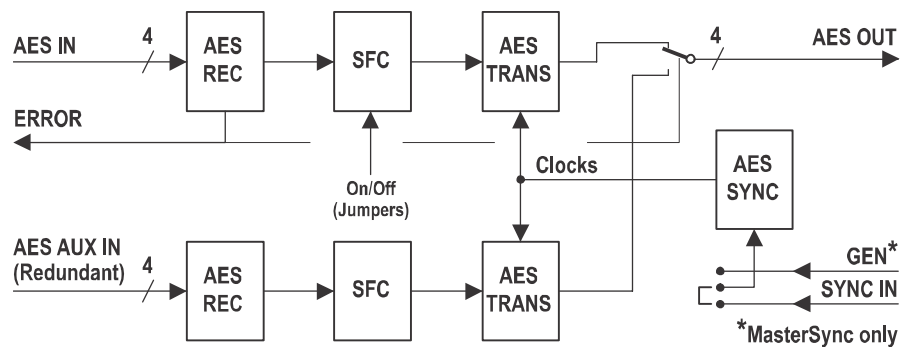 AES IN
4
AES
REC
SFC
AES
TRANS
4
AES OUT
ERROR
On/Off
(Jumpers)
Clocks
AES
SYNC
AES AUX IN
(Redundant)
4
AES
REC
SFC
AES
TRANS
GEN*
SYNC IN
*MasterSync only